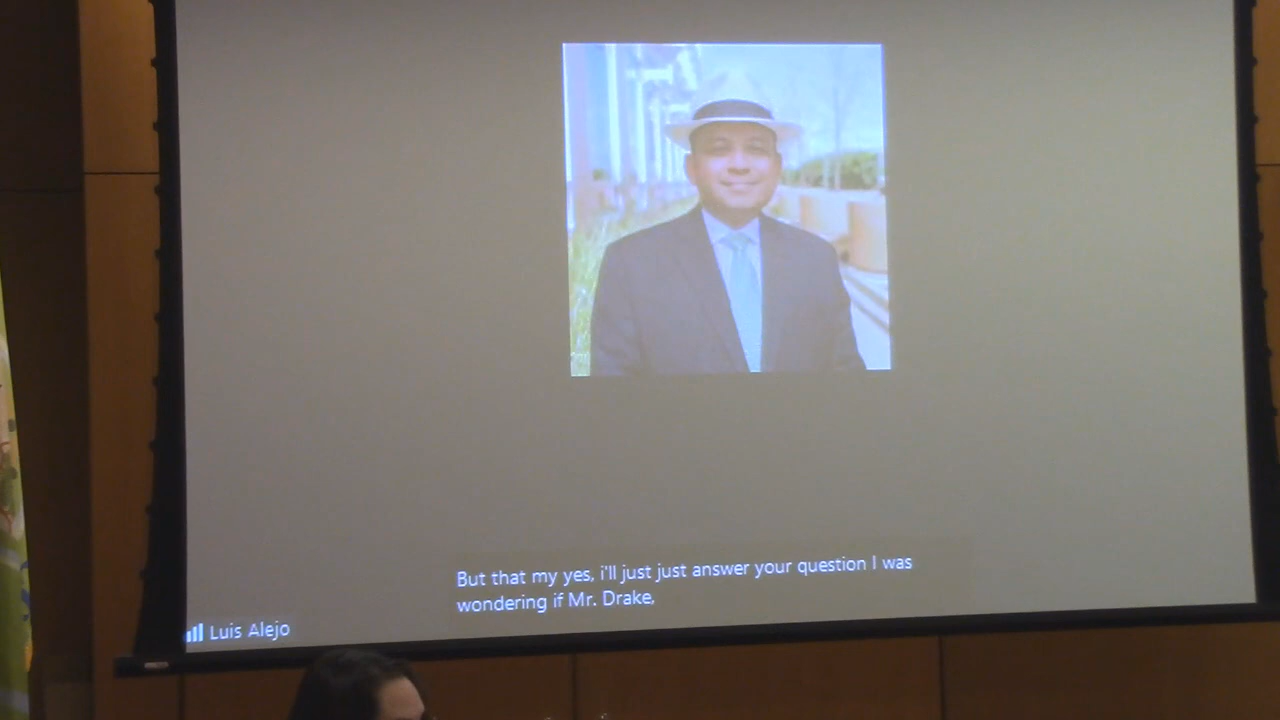 But that my yes, i'll just just answer your question I was
wondering if Mr. Drake,
Luis Alejo